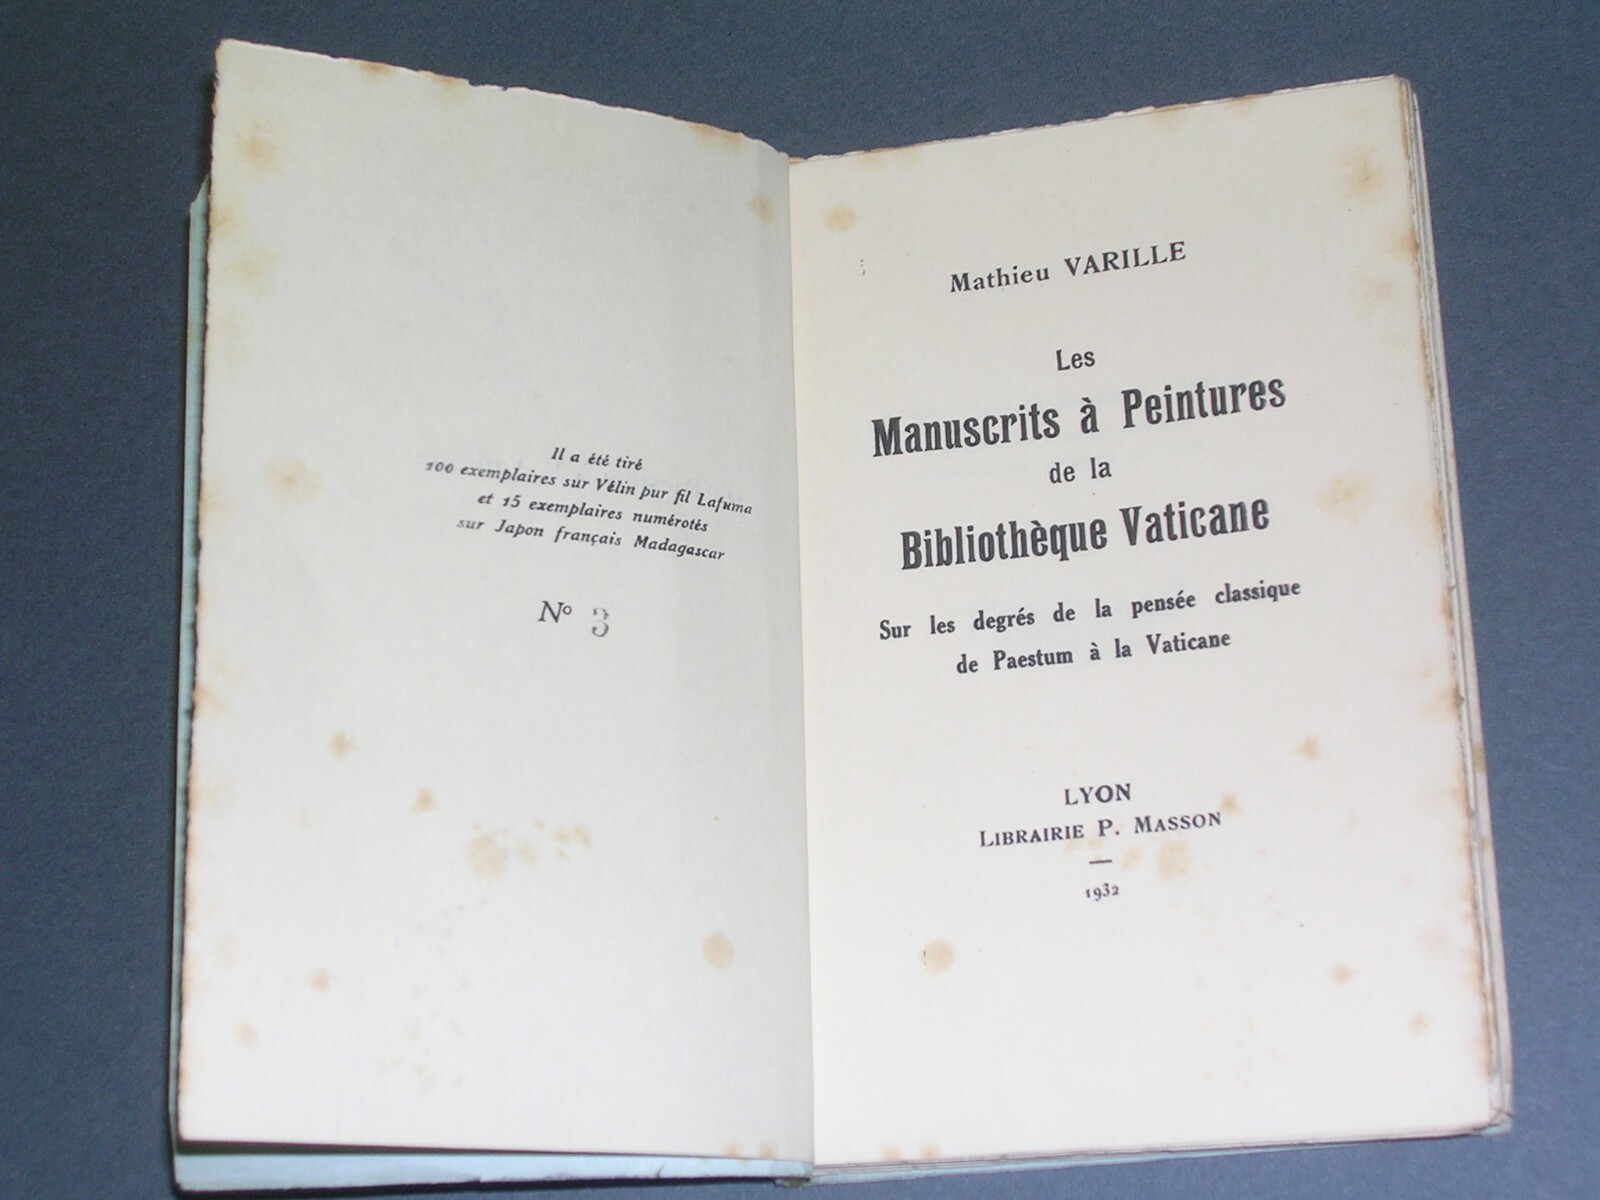 Il a été tiré
100 exemplaires sur Vélin pur fil Lafuma
et 15 exemplaires numérotés
sur Japon français Madagascar
Nº 3
Mathieu VARILLE
Les
Manuscrits à Peintures
de la
Bibliothèque Vaticane
Sur les degrés de la pensée classique
de Paestum à la Vaticane
LYON
LIBRAIRIE P. MASSON
1932